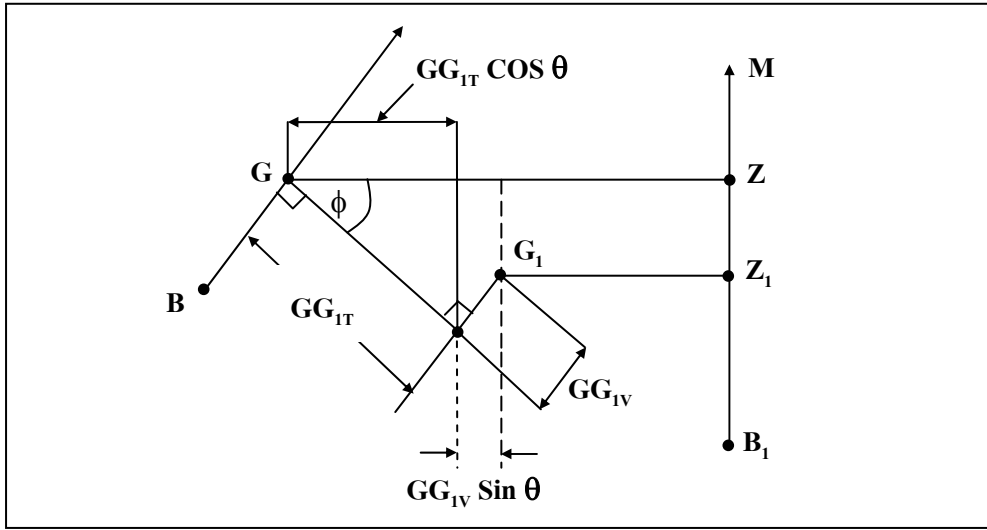 GG1T COS θ
M
G
Z
ϕ
G1
Z1
B
GG1T
GG1V
B1
GG1V Sin θ